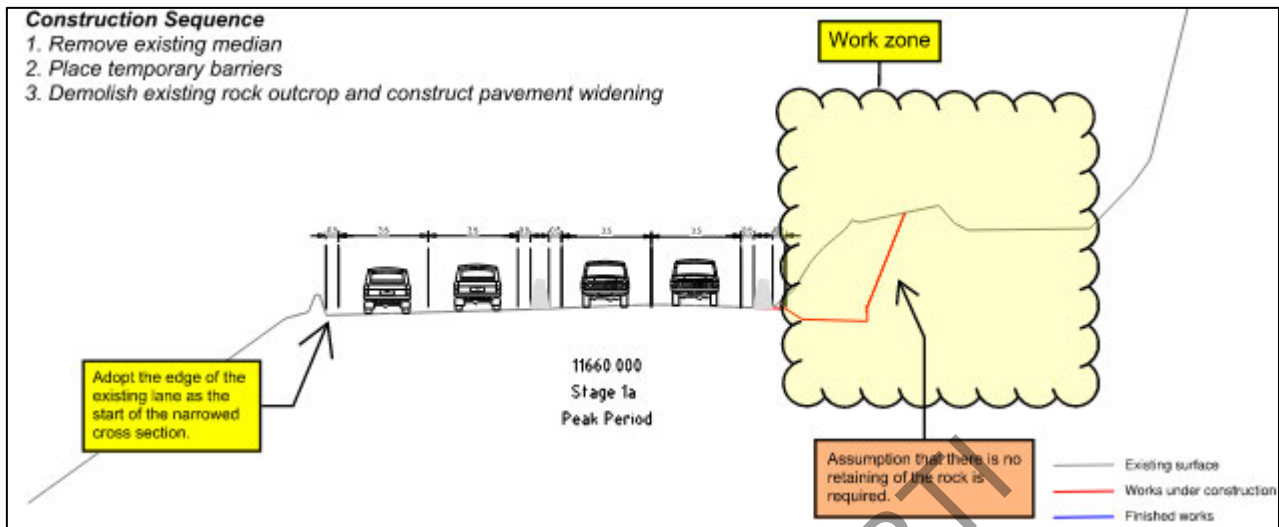 Construction Sequence
1. Remove existing median
2. Place temporary barriers
3. Demolish existing rock outcrop and construct pavement widening
Work zone
3.5
3.5
3.5
3.5
Adopt the edge of the
existing lane as the
start of the narrowed
cross section.
11660.000
Stage 1a
Peak Period
Assumption that there is no
retaining of the rock is
required.
Existing surface
Works under construction
Finished works
RTI